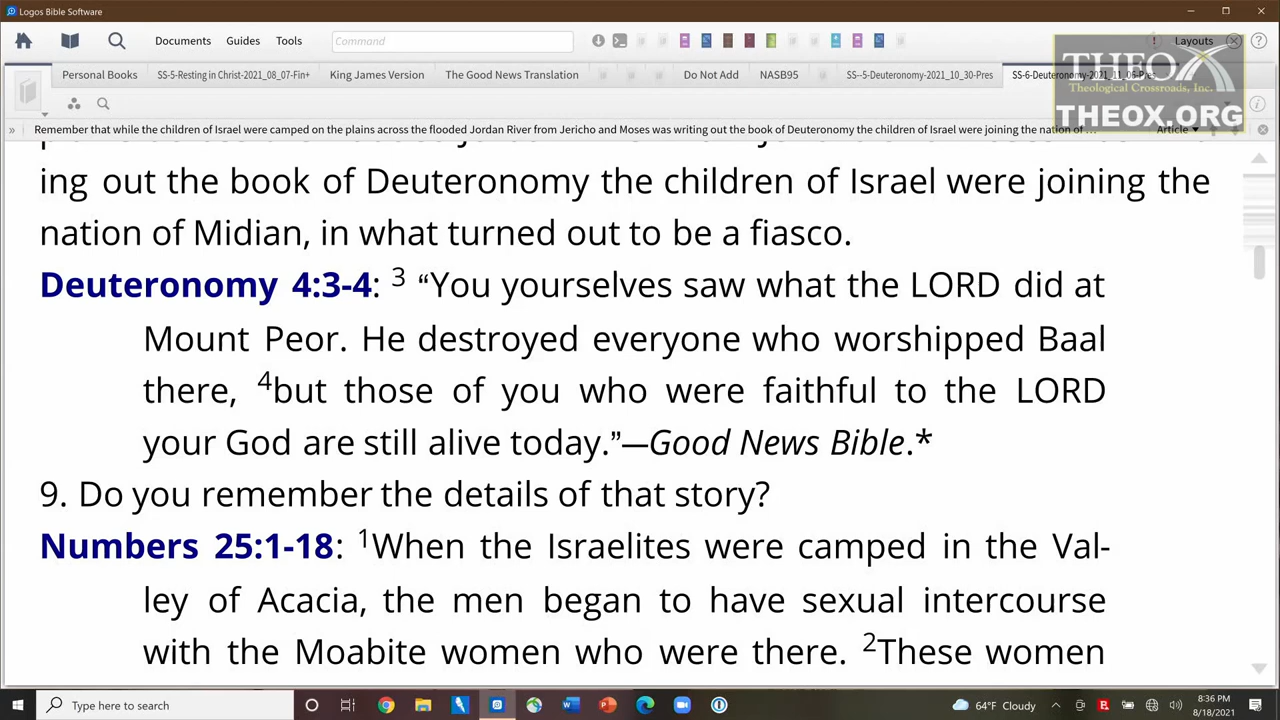 Logos Bible Software
Documents Guides Tools Command Layouts
Personal Books SS-5-Resting in Christ-2021_08_07-Fin+ King James Version The Good News Translation Do Not Add NASB95 SS--5-Deuteronomy-2021_10_30-Pres SS-6-Deuteronomy-2021_11_06-Pres
THEOX
Theological Crossroads, Inc.
THEOX.ORG
» Remember that while the children of Israel were camped on the plains across the flooded Jordan River from Jericho and Moses was writing out the book of Deuteronomy the children of Israel were joining the nation of ... Article
ing out the book of Deuteronomy the children of Israel were joining the
nation of Midian, in what turned out to be a fiasco.
Deuteronomy 4:3-4: 3 “You yourselves saw what the LORD did at
Mount Peor. He destroyed everyone who worshipped Baal
there, 4but those of you who were faithful to the LORD
your God are still alive today.”—Good News Bible.*
9. Do you remember the details of that story?
Numbers 25:1-18: 1When the Israelites were camped in the Val-
ley of Acacia, the men began to have sexual intercourse
with the Moabite women who were there. 2These women
Type here to search 64°F Cloudy 8:36 PM
8/18/2021